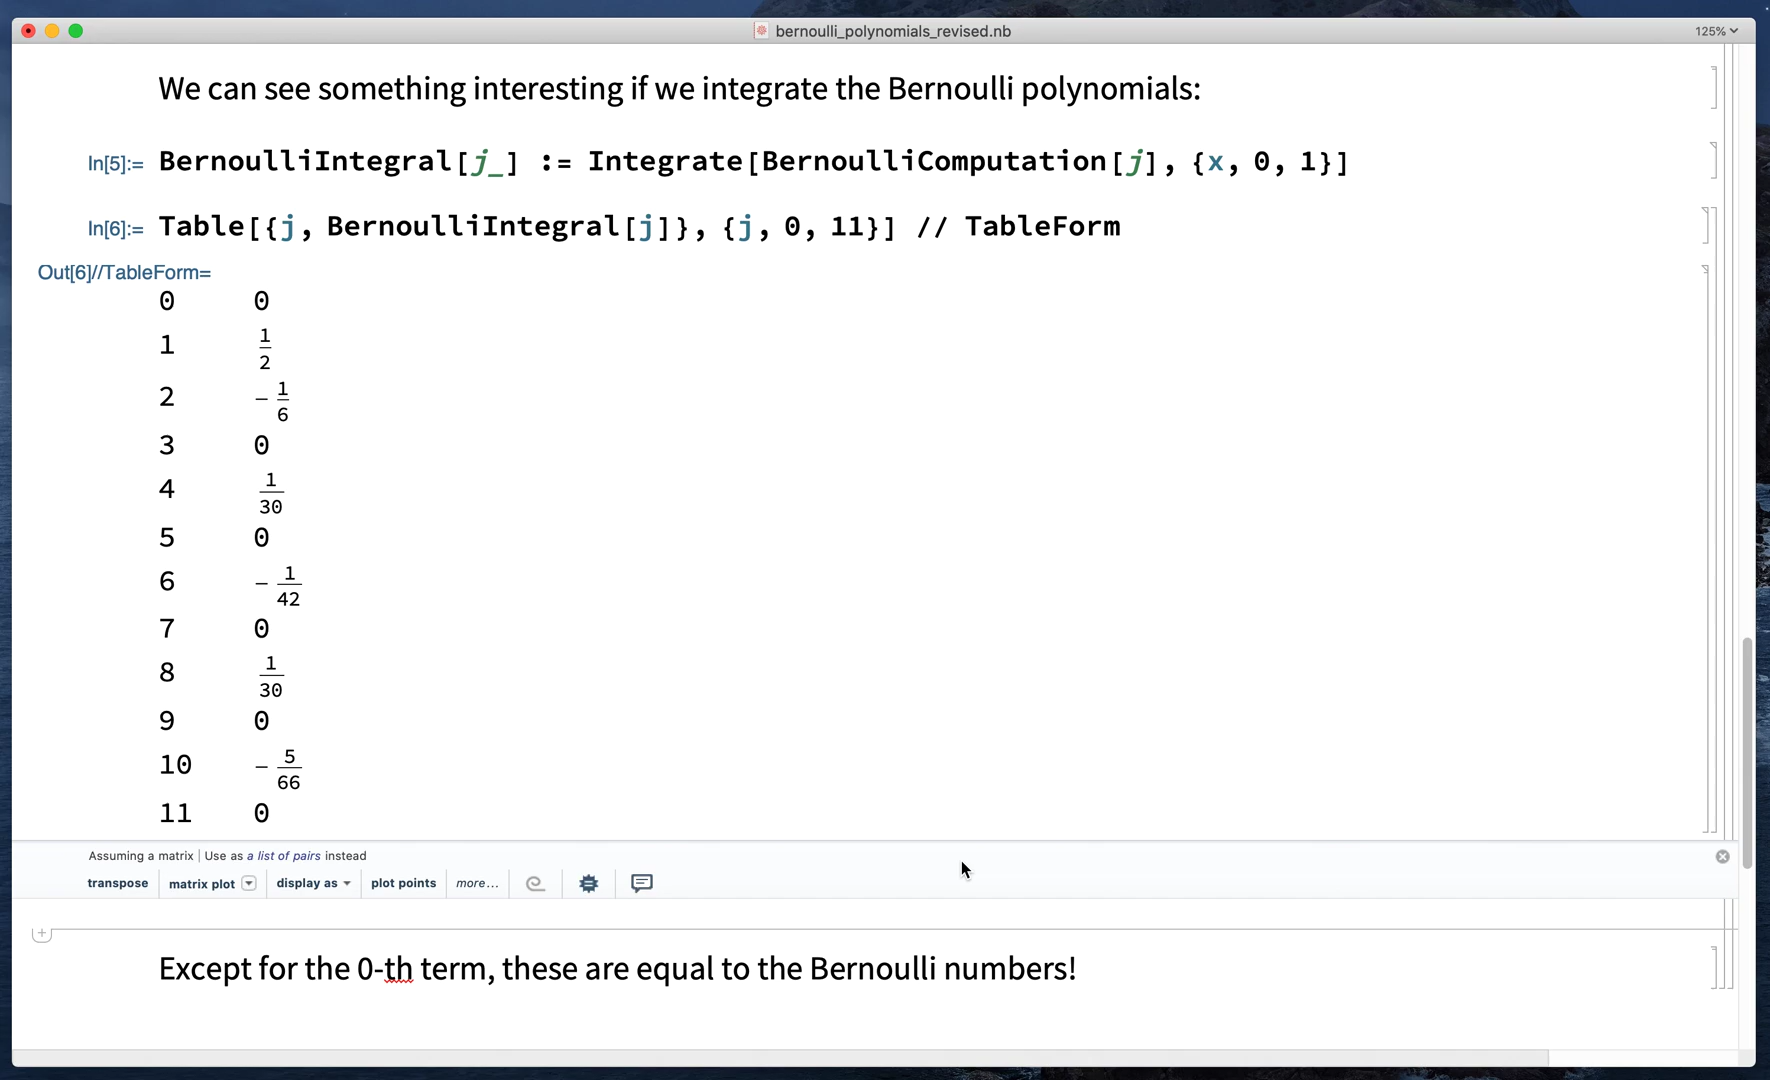 bernoulli_polynomials_revised.nb
125%
We can see something interesting if we integrate the Bernoulli polynomials:
In[5]:= BernoulliIntegral[j_] := Integrate[BernoulliComputation[j], {x, 0, 1}]
In[6]:= Table[{j, BernoulliIntegral[j]}, {j, 0, 11}] // TableForm
Out[6]//TableForm=
0 0
1 1/2
2 - 1/6
3 0
4 1/30
5 0
6 - 1/42
7 0
8 1/30
9 0
10 - 5/66
11 0
Assuming a matrix | Use as a list of pairs instead
transpose matrix plot display as plot points more...
Except for the 0-th term, these are equal to the Bernoulli numbers!